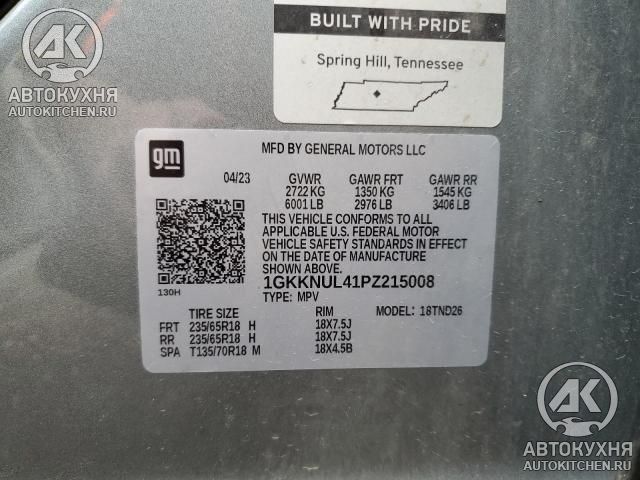 АВТОКУХНЯ
AUTOKITCHEN.RU
BUILT WITH PRIDE
Spring Hill, Tennessee
gm
MFD BY GENERAL MOTORS LLC
04/23 GVWR GAWR FRT GAWR RR
2722 KG 1350 KG 1545 KG
6001 LB 2976 LB 3406 LB
THIS VEHICLE CONFORMS TO ALL
APPLICABLE U.S. FEDERAL MOTOR
VEHICLE SAFETY STANDARDS IN EFFECT
ON THE DATE OF MANUFACTURE
SHOWN ABOVE.
130H
1GKKNUL41PZ215008
TYPE: MPV MODEL: 18TND26
TIRE SIZE RIM
FRT 235/65R18 H 18X7.5J
RR 235/65R18 H 18X7.5J
SPA T135/70R18 M 18X4.5B
АК
АВТОКУХНЯ
AUTOKITCHEN.RU